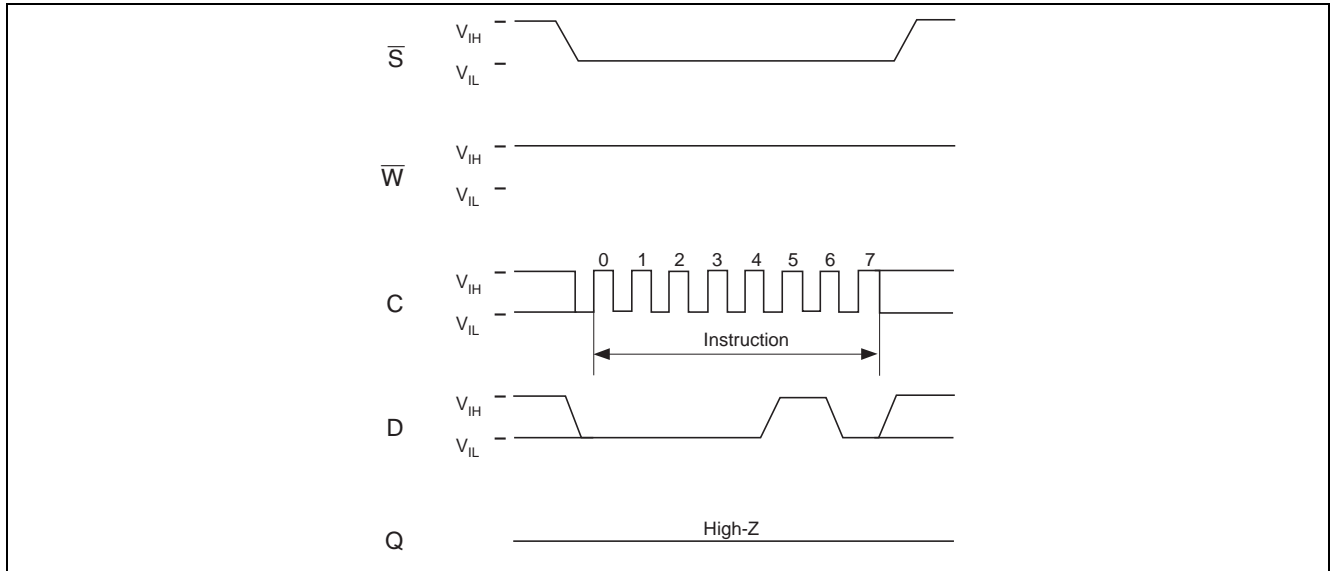 V_IH
S̅
V_IL
V_IH
W̅
V_IL
0 1 2 3 4 5 6 7
V_IH
C
V_IL
Instruction
V_IH
D
V_IL
High-Z
Q